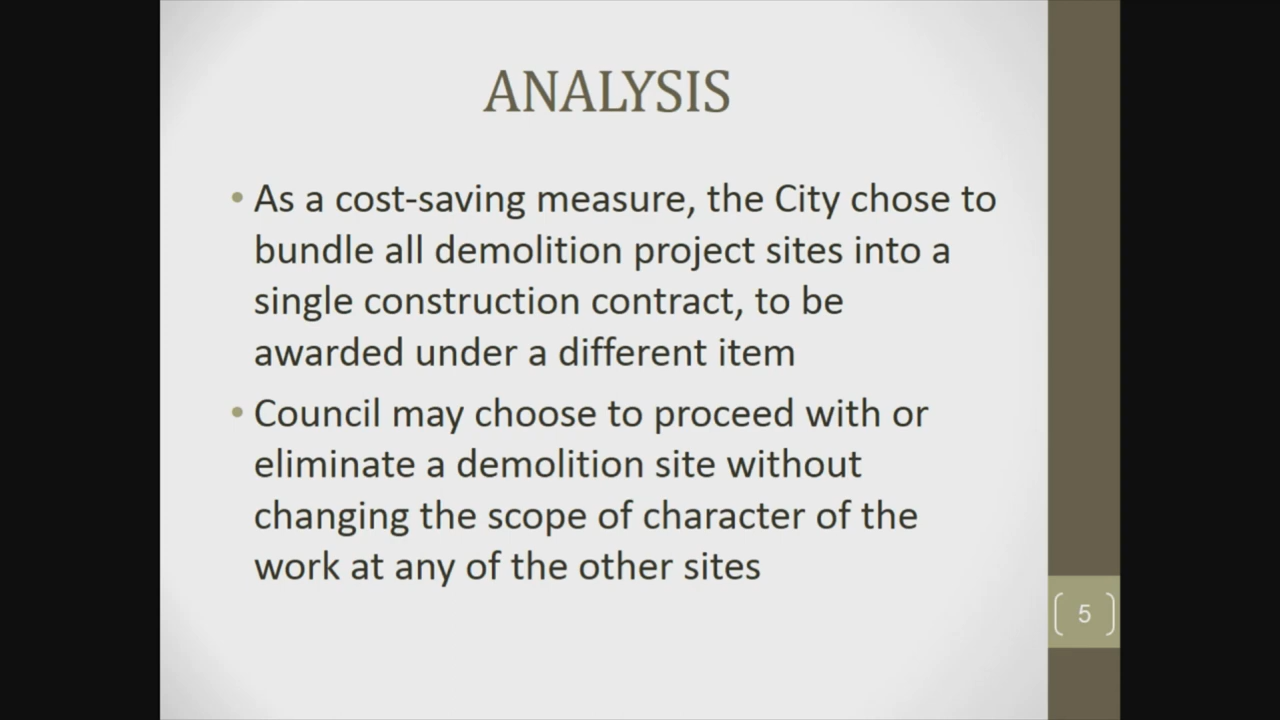 ANALYSIS
• As a cost-saving measure, the City chose to
bundle all demolition project sites into a
single construction contract, to be
awarded under a different item
• Council may choose to proceed with or
eliminate a demolition site without
changing the scope of character of the
work at any of the other sites
5